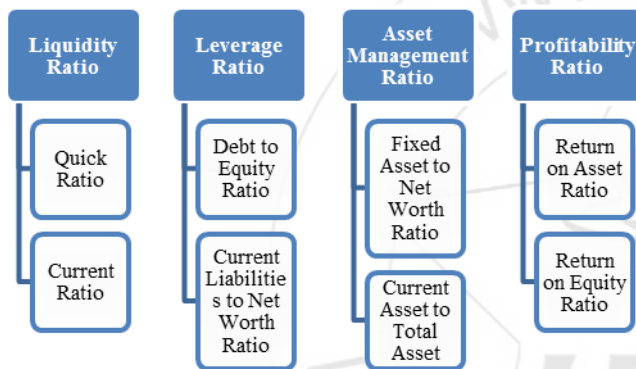 Liquidity
Ratio
Quick
Ratio
Current
Ratio
Leverage
Ratio
Debt to
Equity
Ratio
Current
Liabilitie
s to Net
Worth
Ratio
Asset
Management
Ratio
Fixed
Asset to
Net
Worth
Ratio
Current
Asset to
Total
Asset
Profitability
Ratio
Return
on Asset
Ratio
Return
on Equity
Ratio